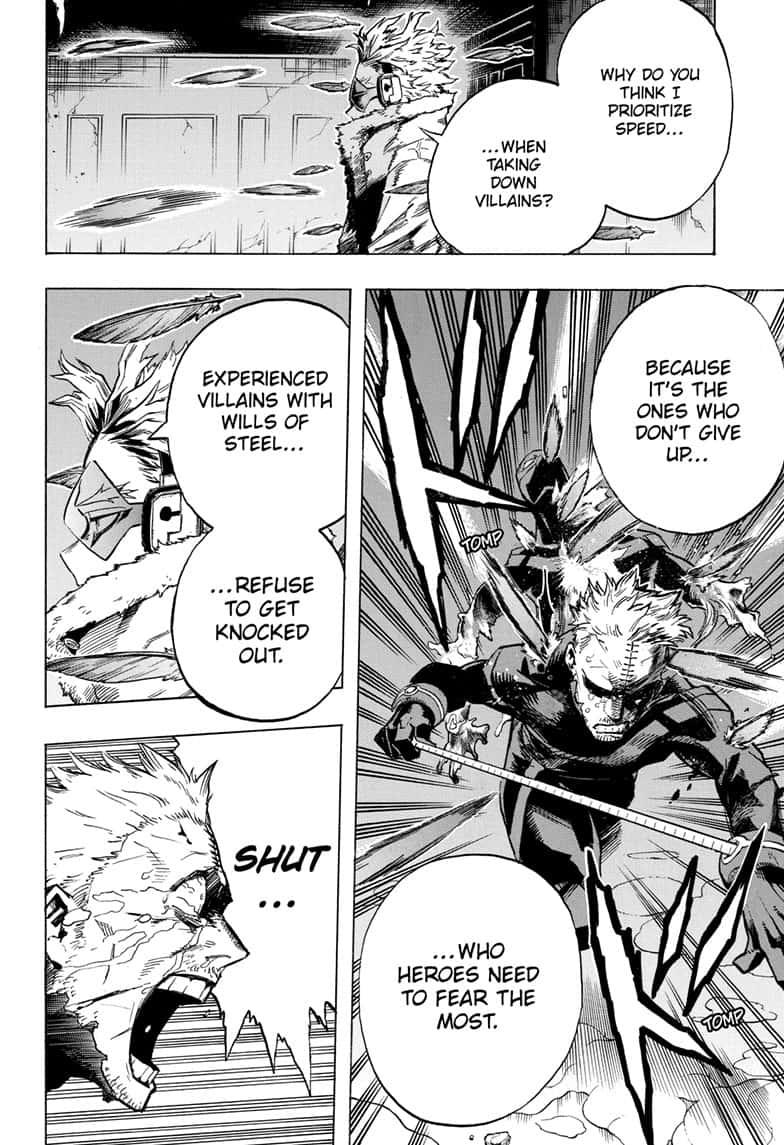 WHY DO YOU
THINK I
PRIORITIZE
SPEED...
...WHEN
TAKING
DOWN
VILLAINS?
BECAUSE
IT'S THE
ONES WHO
DON'T GIVE
UP...
TOMP
TOMP
...WHO
HEROES NEED
TO FEAR THE
MOST.
EXPERIENCED
VILLAINS WITH
WILLS OF
STEEL...
...REFUSE
TO GET
KNOCKED
OUT.
SHUT
...